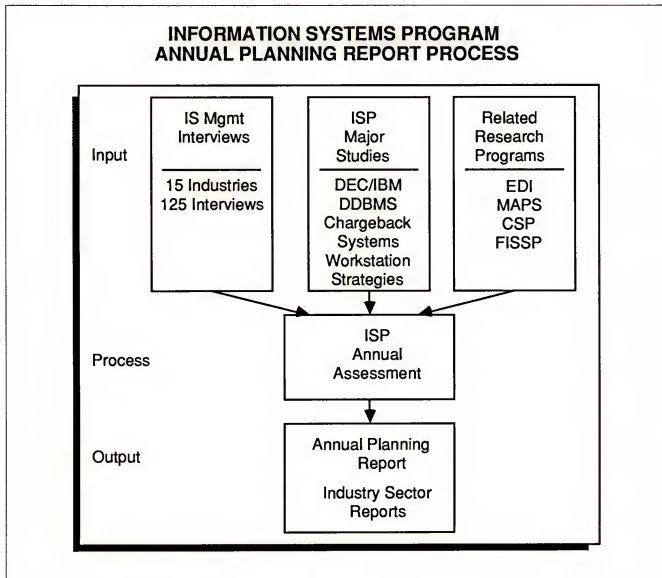 INFORMATION SYSTEMS PROGRAM
ANNUAL PLANNING REPORT PROCESS
Input
IS Mgmt
Interviews
15 Industries
125 Interviews
ISP
Major
Studies
DEC/IBM
DDBMS
Chargeback
Systems
Workstation
Strategies
Related
Research
Programs
EDI
MAPS
CSP
FISSP
Process
ISP
Annual
Assessment
Output
Annual Planning
Report
Industry Sector
Reports